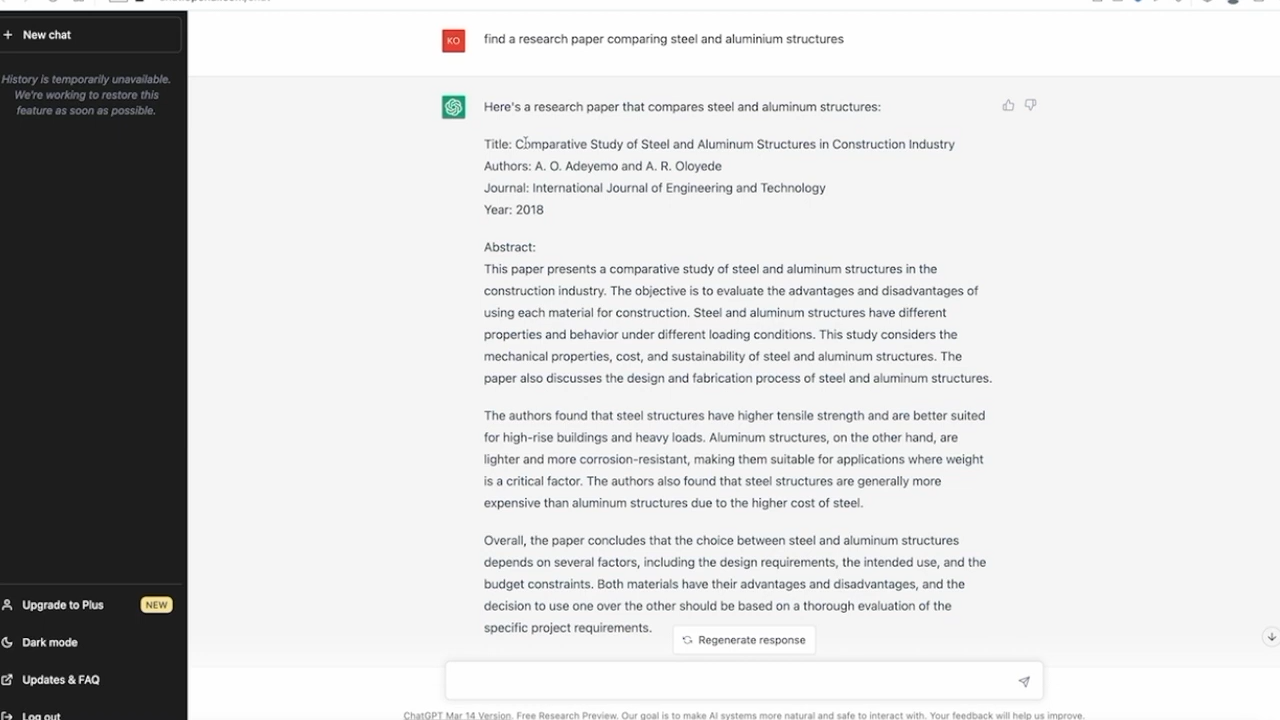 New chat
History is temporarily unavailable.
We're working to restore this
feature as soon as possible.
Upgrade to Plus
NEW
Dark mode
Updates & FAQ
Log out
KO
find a research paper comparing steel and aluminium structures
Here's a research paper that compares steel and aluminum structures:
Title: Comparative Study of Steel and Aluminum Structures in Construction Industry
Authors: A. O. Adeyemo and A. R. Oloyede
Journal: International Journal of Engineering and Technology
Year: 2018
Abstract:
This paper presents a comparative study of steel and aluminum structures in the
construction industry. The objective is to evaluate the advantages and disadvantages of
using each material for construction. Steel and aluminum structures have different
properties and behavior under different loading conditions. This study considers the
mechanical properties, cost, and sustainability of steel and aluminum structures. The
paper also discusses the design and fabrication process of steel and aluminum structures.
The authors found that steel structures have higher tensile strength and are better suited
for high-rise buildings and heavy loads. Aluminum structures, on the other hand, are
lighter and more corrosion-resistant, making them suitable for applications where weight
is a critical factor. The authors also found that steel structures are generally more
expensive than aluminum structures due to the higher cost of steel.
Overall, the paper concludes that the choice between steel and aluminum structures
depends on several factors, including the design requirements, the intended use, and the
budget constraints. Both materials have their advantages and disadvantages, and the
decision to use one over the other should be based on a thorough evaluation of the
specific project requirements.
Regenerate response
ChatGPT Mar 14 Version. Free Research Preview. Our goal is to make AI systems more natural and safe to interact with. Your feedback will help us improve.